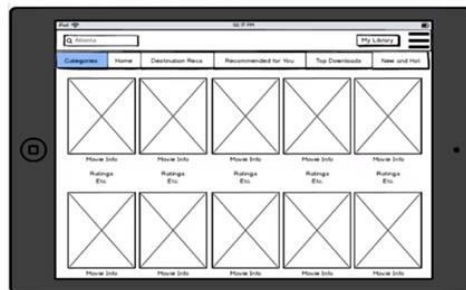 iPad
Atlanta
My Library
Categories Home Destination Recs Recommended for You Top Downloads New and Hot
Movie Info Movie Info Movie Info Movie Info Movie Info
Ratings Ratings Ratings Ratings Ratings
Etc. Etc. Etc. Etc. Etc.
Movie Info Movie Info Movie Info Movie Info Movie Info